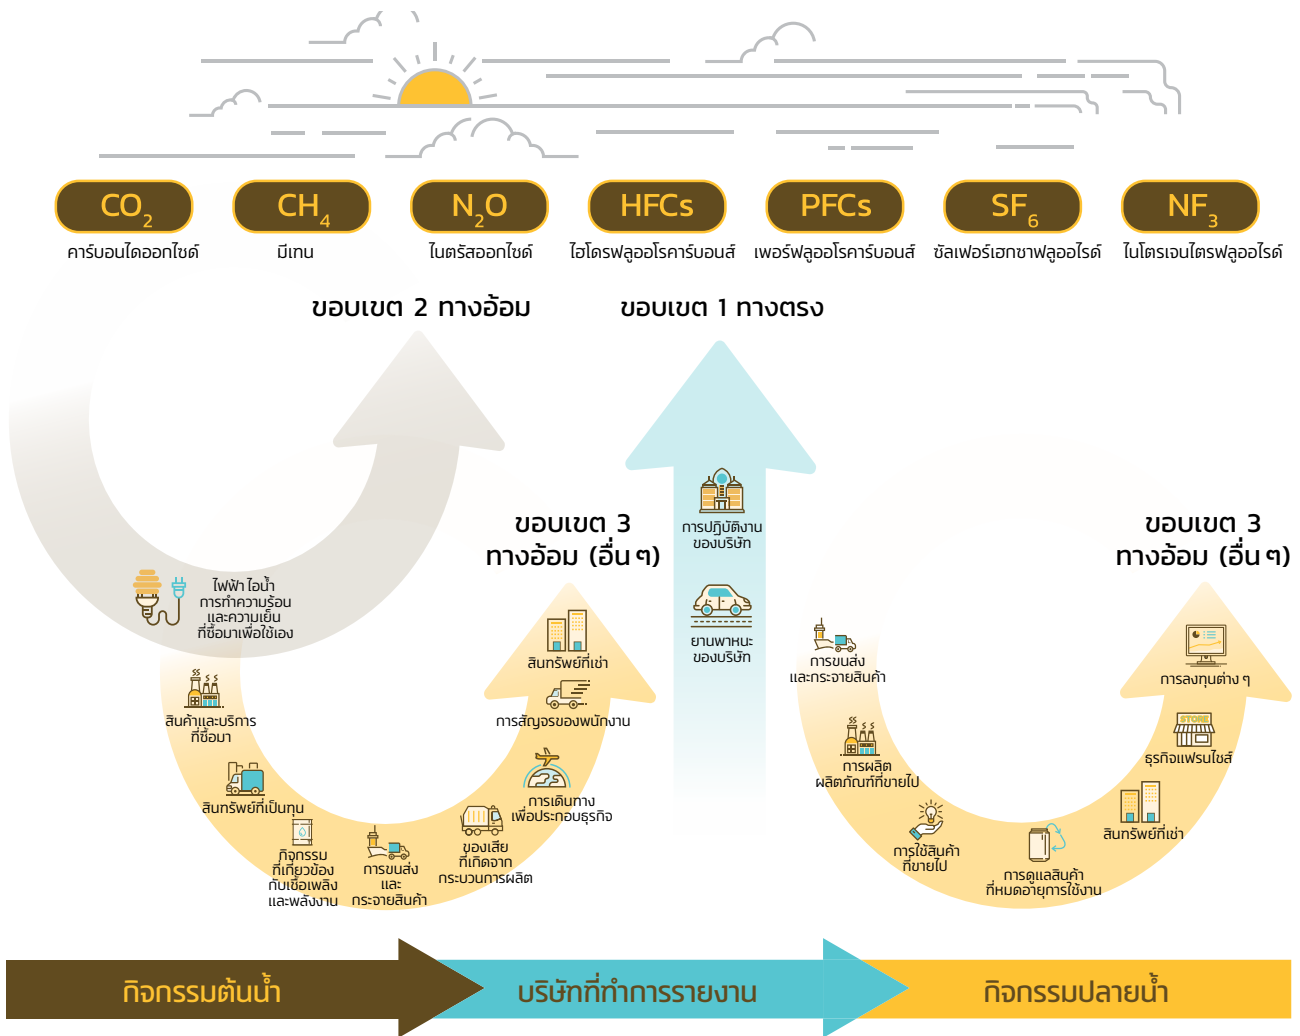 CO₂
คาร์บอนไดออกไซด์
CH₄
มีเทน
N₂O
ไนตรัสออกไซด์
HFCs
ไฮโดรฟลูออโรคาร์บอนส์
PFCs
เพอร์ฟลูออโรคาร์บอนส์
SF₆
ซัลเฟอร์เฮกซาฟลูออไรด์
NF₃
ไนโตรเจนไตรฟลูออไรด์
ขอบเขต 2 ทางอ้อม
ไฟฟ้า ไอน้ำ
การทำความร้อน
และความเย็น
ที่ซื้อมาเพื่อใช้เอง
ขอบเขต 1 ทางตรง
การปฏิบัติงาน
ของบริษัท
ยานพาหนะ
ของบริษัท
ขอบเขต 3
ทางอ้อม (อื่น ๆ)
สินค้าและบริการ
ที่ซื้อมา
สินทรัพย์ที่เป็นทุน
กิจกรรม
ที่เกี่ยวข้อง
กับเชื้อเพลิง
และพลังงาน
การขนส่ง
และ
กระจายสินค้า
ของเสีย
ที่เกิดจาก
กระบวนการผลิต
การเดินทาง
เพื่อประกอบธุรกิจ
การสัญจรของพนักงาน
สินทรัพย์ที่เช่า
ขอบเขต 3
ทางอ้อม (อื่น ๆ)
การขนส่ง
และกระจายสินค้า
การผลิต
ผลิตภัณฑ์ที่ขายไป
การใช้สินค้า
ที่ขายไป
การดูแลสินค้า
ที่หมดอายุการใช้งาน
สินทรัพย์ที่เช่า
STORE
ธุรกิจแฟรนไชส์
การลงทุนต่าง ๆ
กิจกรรมต้นน้ำ
บริษัทที่ทำการรายงาน
กิจกรรมปลายน้ำ